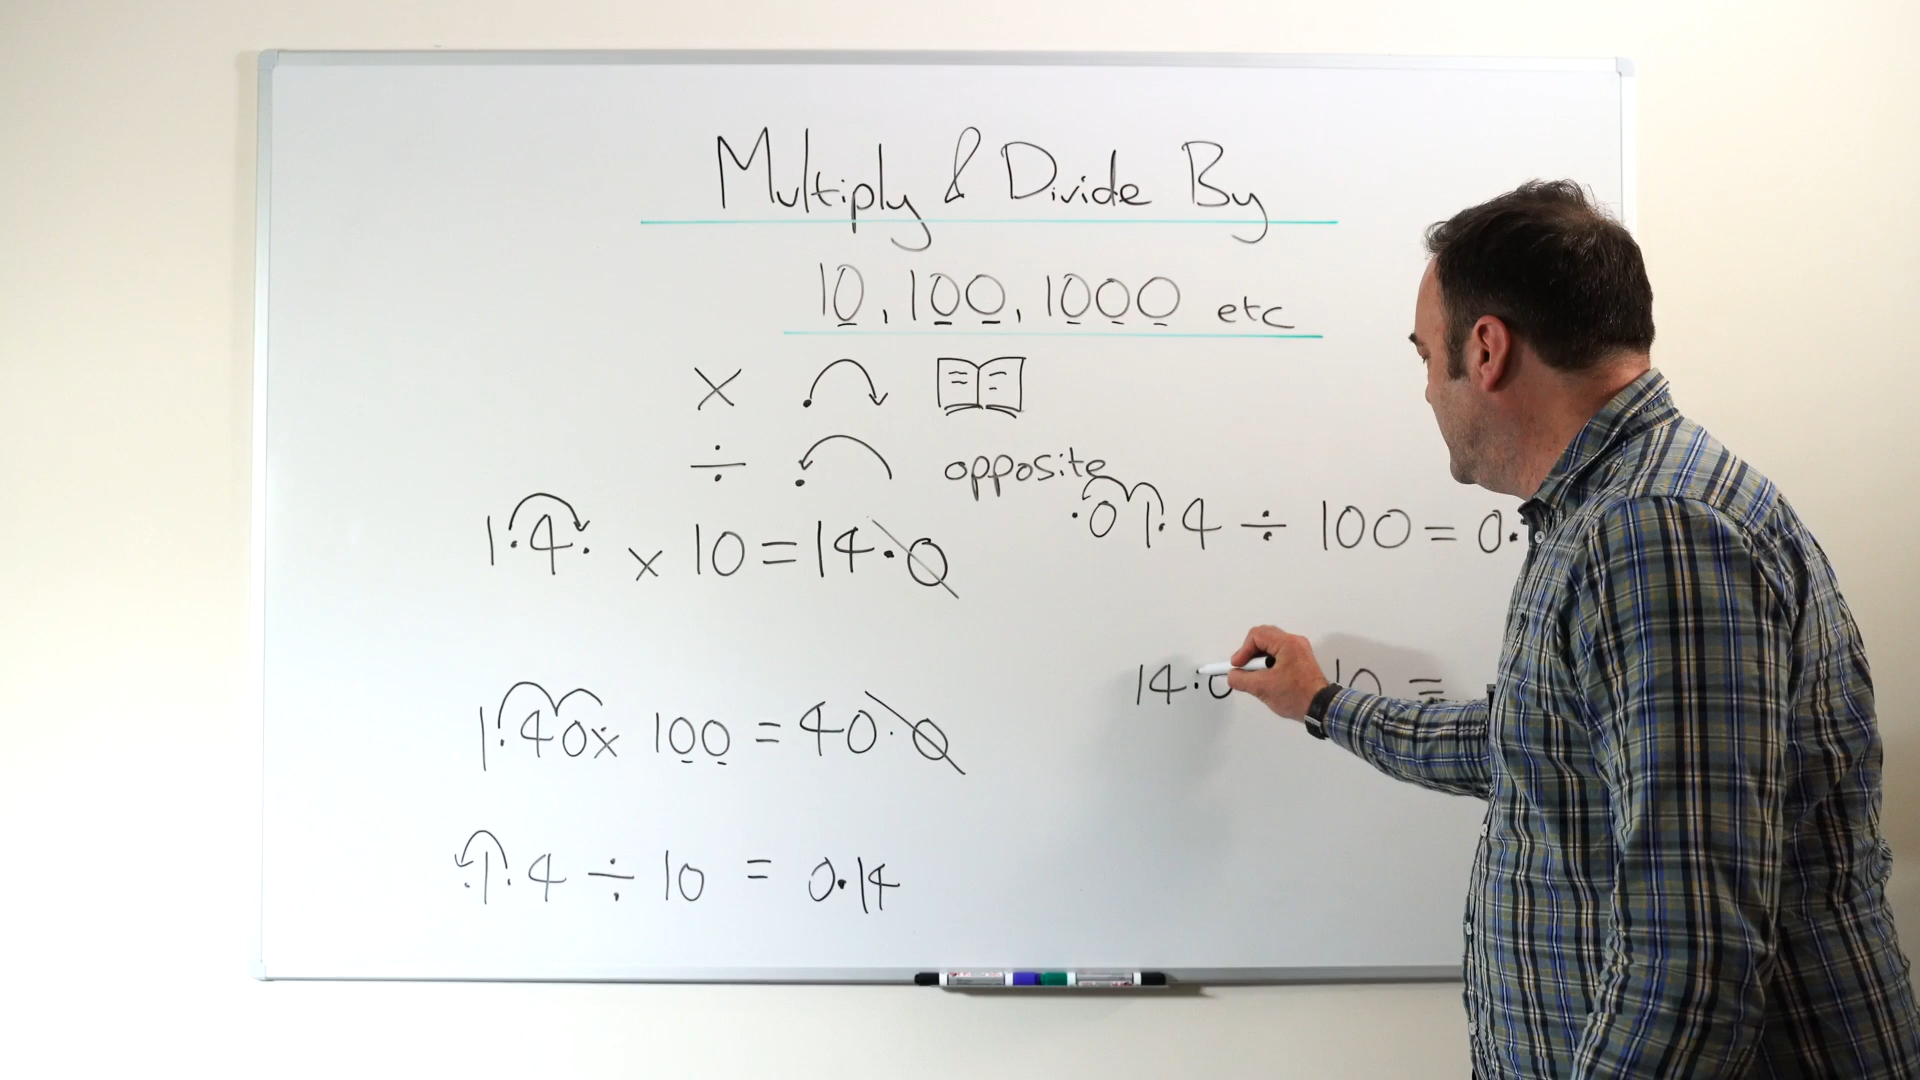 Multiply & Divide By
10, 100, 1000 etc
×
÷ opposite
1.4. × 10 = 14.0
1.40× 100 = 40.0
.1.4 ÷ 10 = 0.14
.01.4 ÷ 100 = 0.
14.0 10 =